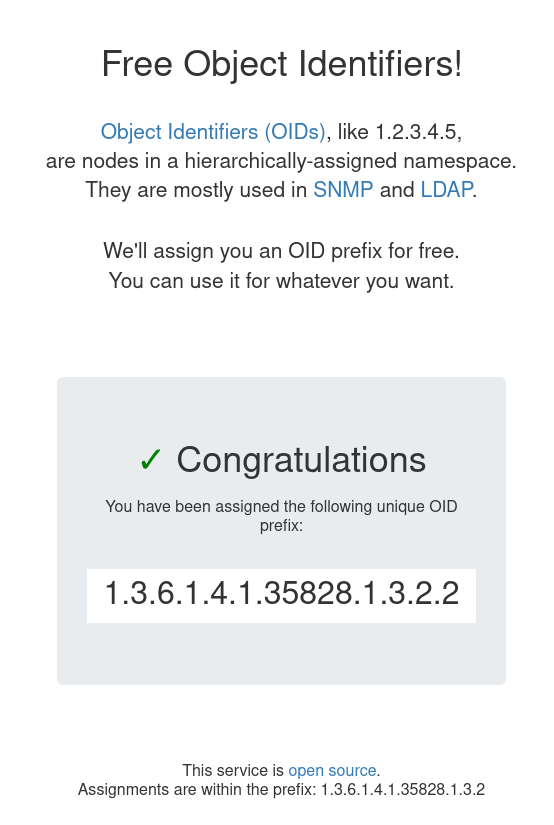 Free Object Identifiers!
Object Identifiers (OIDs), like 1.2.3.4.5,
are nodes in a hierarchically-assigned namespace.
They are mostly used in SNMP and LDAP.
We'll assign you an OID prefix for free.
You can use it for whatever you want.
✓ Congratulations
You have been assigned the following unique OID
prefix:
1.3.6.1.4.1.35828.1.3.2.2
This service is open source.
Assignments are within the prefix: 1.3.6.1.4.1.35828.1.3.2